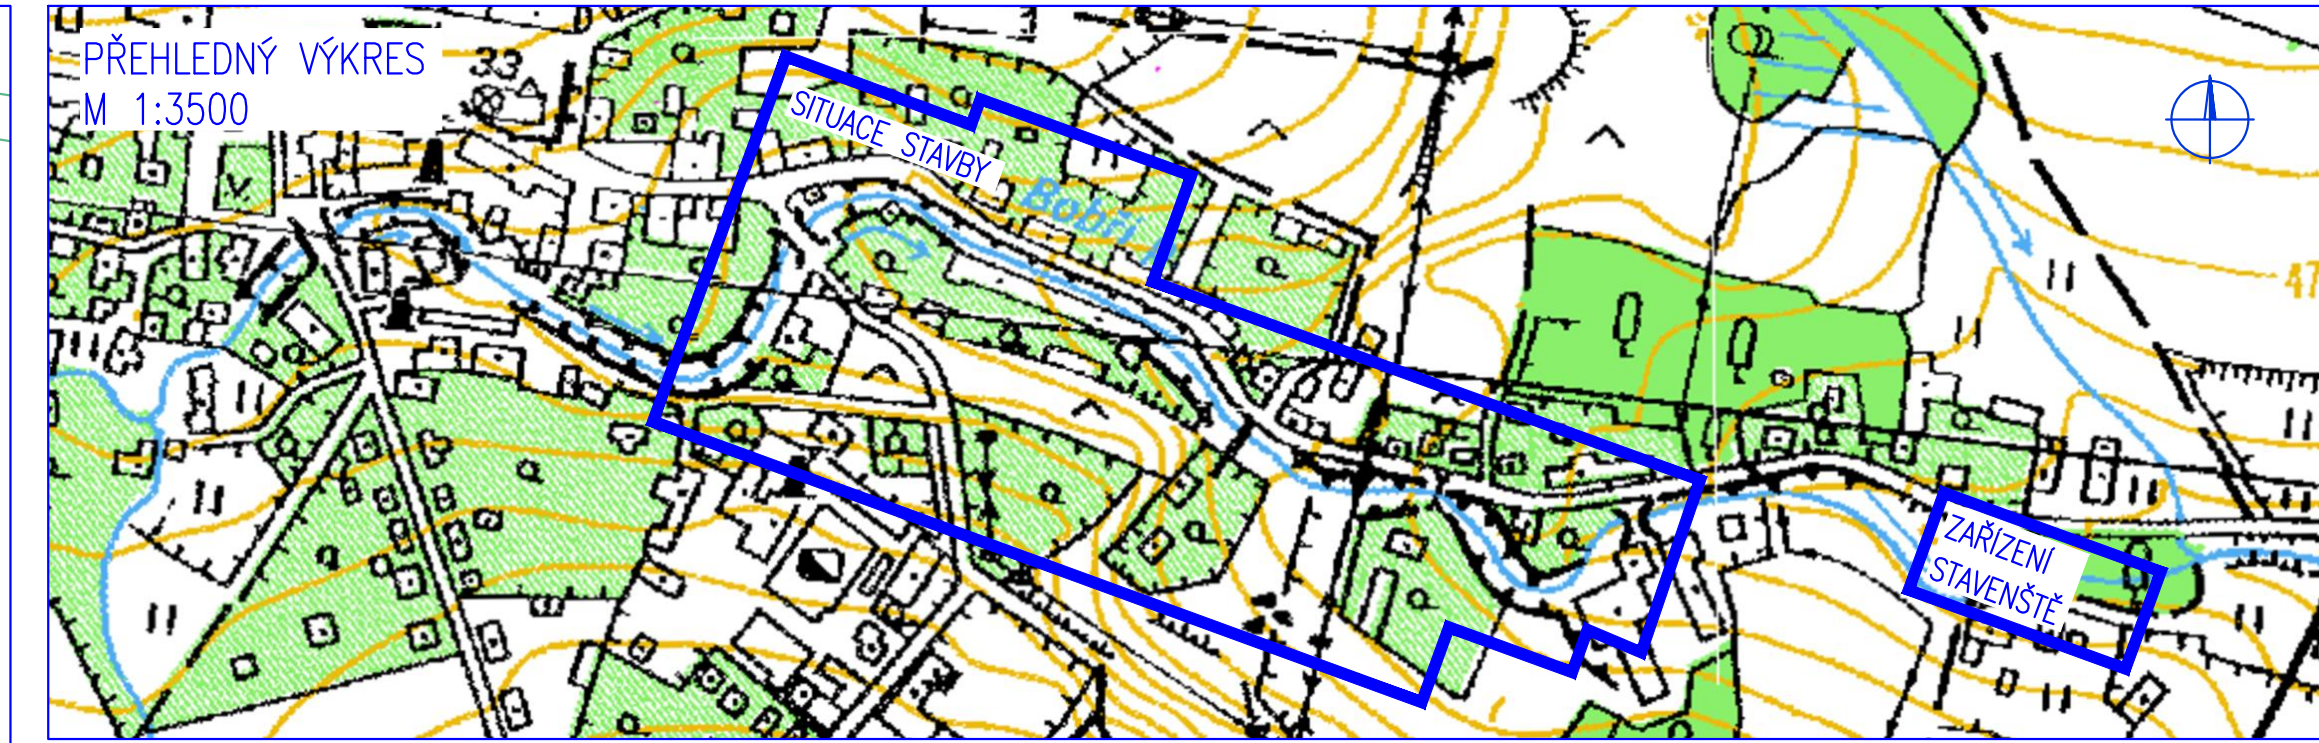 PŘEHLEDNÝ VÝKRES
M 1:3500
33
SITUACE STAVBY
Bobří
47
ZAŘÍZENÍ
STAVENŠTĚ